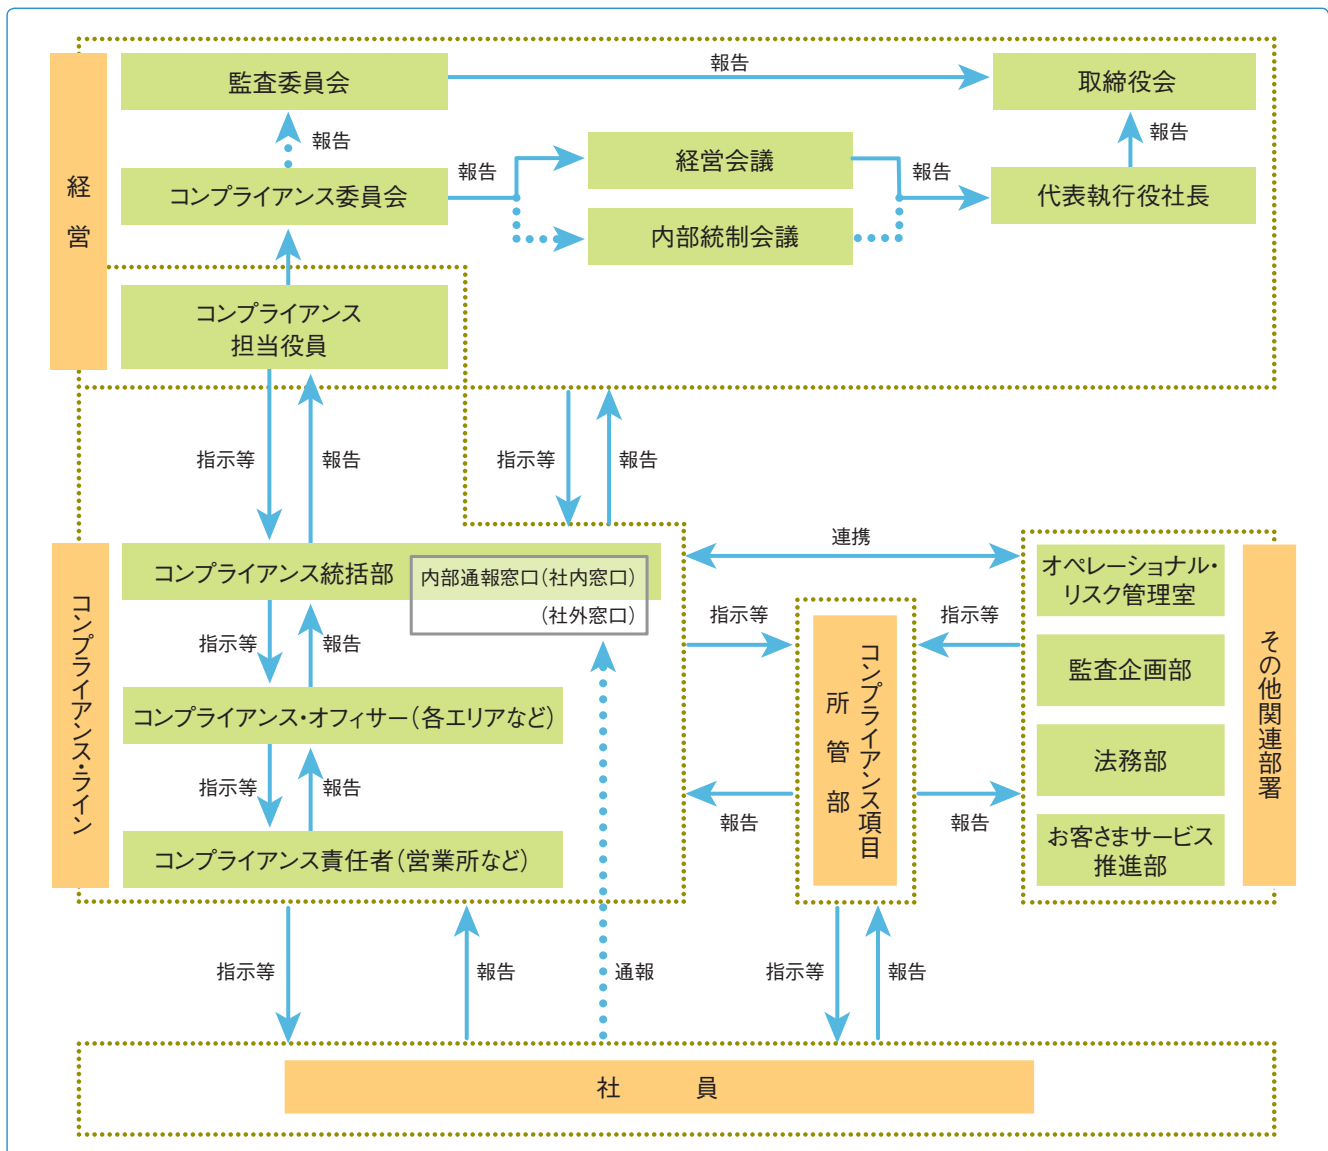 経営
監査委員会
報告
取締役会
報告
報告
コンプライアンス委員会
報告
経営会議
内部統制会議
報告
代表執行役社長
コンプライアンス
担当役員
指示等
報告
指示等
報告
コンプライアンス・ライン
コンプライアンス統括部
内部通報窓口（社内窓口）
（社外窓口）
指示等
報告
コンプライアンス・オフィサー（各エリアなど）
指示等
報告
コンプライアンス責任者（営業所など）
連携
指示等
指示等
コンプライアンス項目
所管部
報告
報告
オペレーショナル・
リスク管理室
監査企画部
法務部
お客さまサービス
推進部
その他関連部署
指示等
報告
通報
指示等
報告
社員